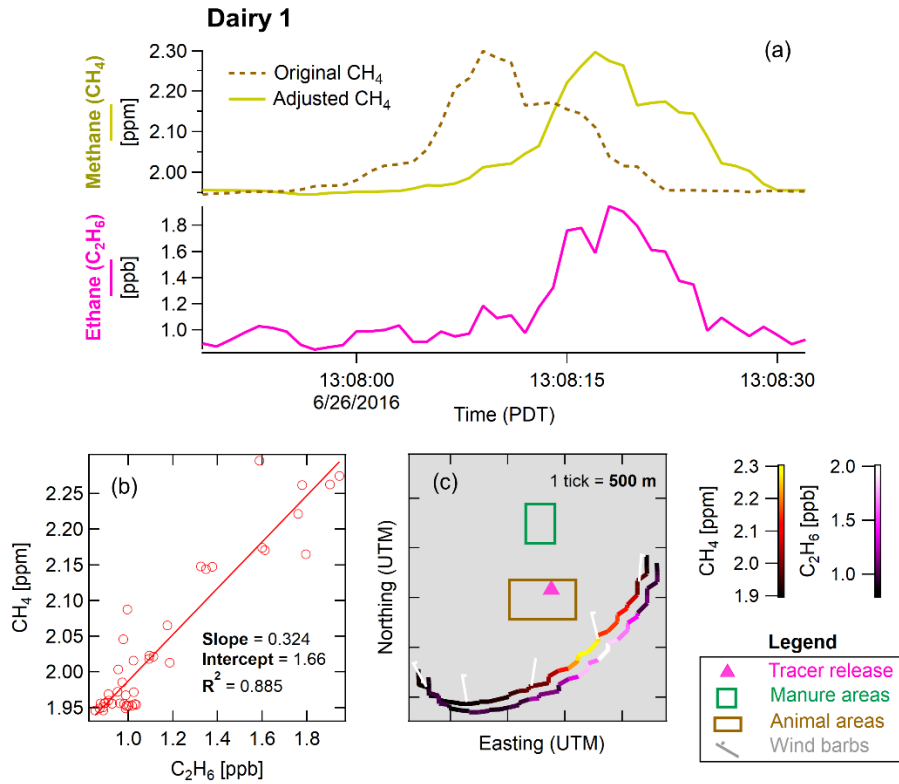 Dairy 1
(a)
Original CH₄
Adjusted CH₄
Methane (CH₄)
[ppm]
2.30
2.20
2.10
2.00
Ethane (C₂H₆)
[ppb]
1.8
1.6
1.4
1.2
1.0
13:08:00
6/26/2016
13:08:15
13:08:30
Time (PDT)
(b)
CH₄ [ppm]
2.25
2.20
2.15
2.10
2.05
2.00
1.95
Slope = 0.324
Intercept = 1.66
R² = 0.885
1.0 1.2 1.4 1.6 1.8
C₂H₆ [ppb]
(c)
1 tick = 500 m
Northing (UTM)
Easting (UTM)
CH₄ [ppm]
2.3
2.2
2.1
2.0
1.9
C₂H₆ [ppb]
2.0
1.5
1.0
Legend
Tracer release
Manure areas
Animal areas
Wind barbs